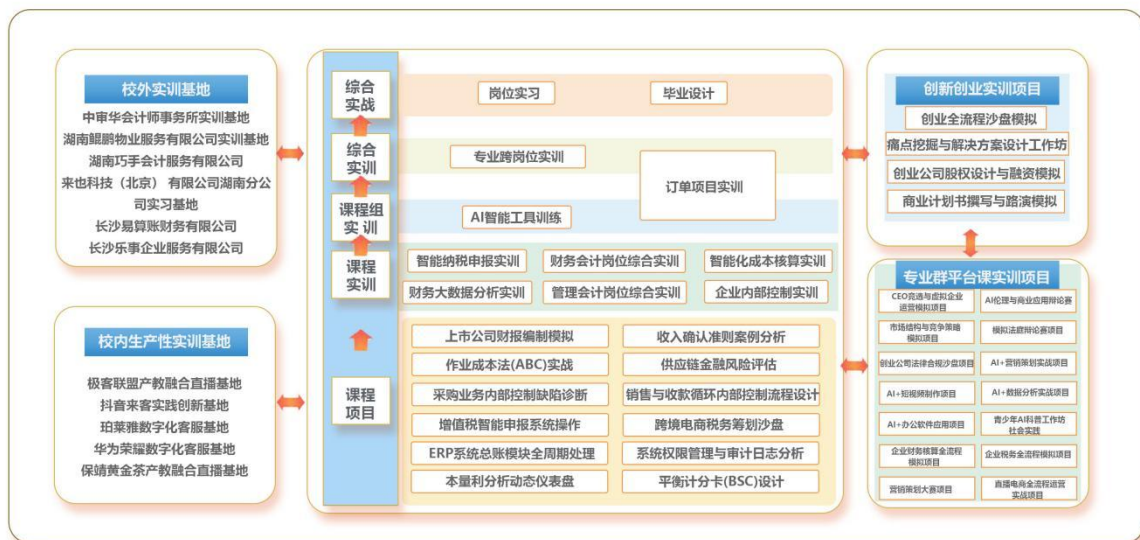 校外实训基地
中审华会计师事务所实训基地
湖南鲲鹏物业服务有限公司实训基地
湖南巧手会计服务有限公司
来也科技（北京） 有限公司湖南分公
司实习基地
长沙易算账财务有限公司
长沙乐事企业服务有限公司
校内生产性实训基地
极客联盟产教融合直播基地
抖音来客实践创新基地
珀莱雅数字化客服基地
华为荣耀数字化客服基地
保靖黄金茶产教融合直播基地
综合
实战
岗位实习
毕业设计
综合
实训
专业跨岗位实训
订单项目实训
课程组
实 训
AI智能工具训练
课程
实训
智能纳税申报实训
财务会计岗位综合实训
智能化成本核算实训
财务大数据分析实训
管理会计岗位综合实训
企业内部控制实训
课程
项目
上市公司财报编制模拟
收入确认准则案例分析
作业成本法(ABC)实战
供应链金融风险评估
采购业务内部控制缺陷诊断
销售与收款循环内部控制流程设计
增值税智能申报系统操作
跨境电商税务筹划沙盘
ERP系统总账模块全周期处理
系统权限管理与审计日志分析
本量利分析动态仪表盘
平衡计分卡(BSC)设计
创新创业实训项目
创业全流程沙盘模拟
痛点挖掘与解决方案设计工作坊
创业公司股权设计与融资模拟
商业计划书撰写与路演模拟
专业群平台课实训项目
CEO竞选与虚拟企业
运营模拟项目
AI伦理与商业应用辩论赛
市场结构与竞争策略
模拟项目
模拟法庭辩论赛项目
创业公司法律合规沙盘项目
AI+营销策划实战项目
AI+短视频制作项目
AI+数据分析实战项目
AI+办公软件应用项目
青少年AI科普工作坊
社会实践
企业财务核算全流程
模拟项目
企业税务全流程模拟项目
营销策划大赛项目
直播电商全流程运营
实战项目